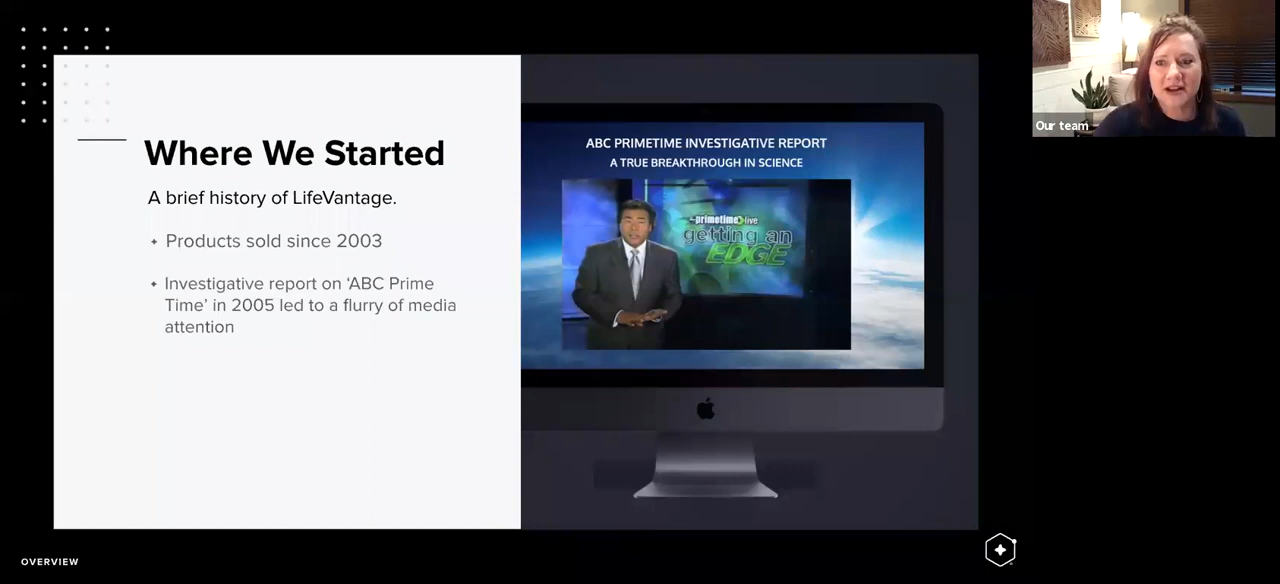 Where We Started
A brief history of LifeVantage.
Products sold since 2003
Investigative report on ‘ABC Prime
Time’ in 2005 led to a flurry of media
attention
ABC PRIMETIME INVESTIGATIVE REPORT
A TRUE BREAKTHROUGH IN SCIENCE
primetime live
getting an
EDGE
Our team
OVERVIEW